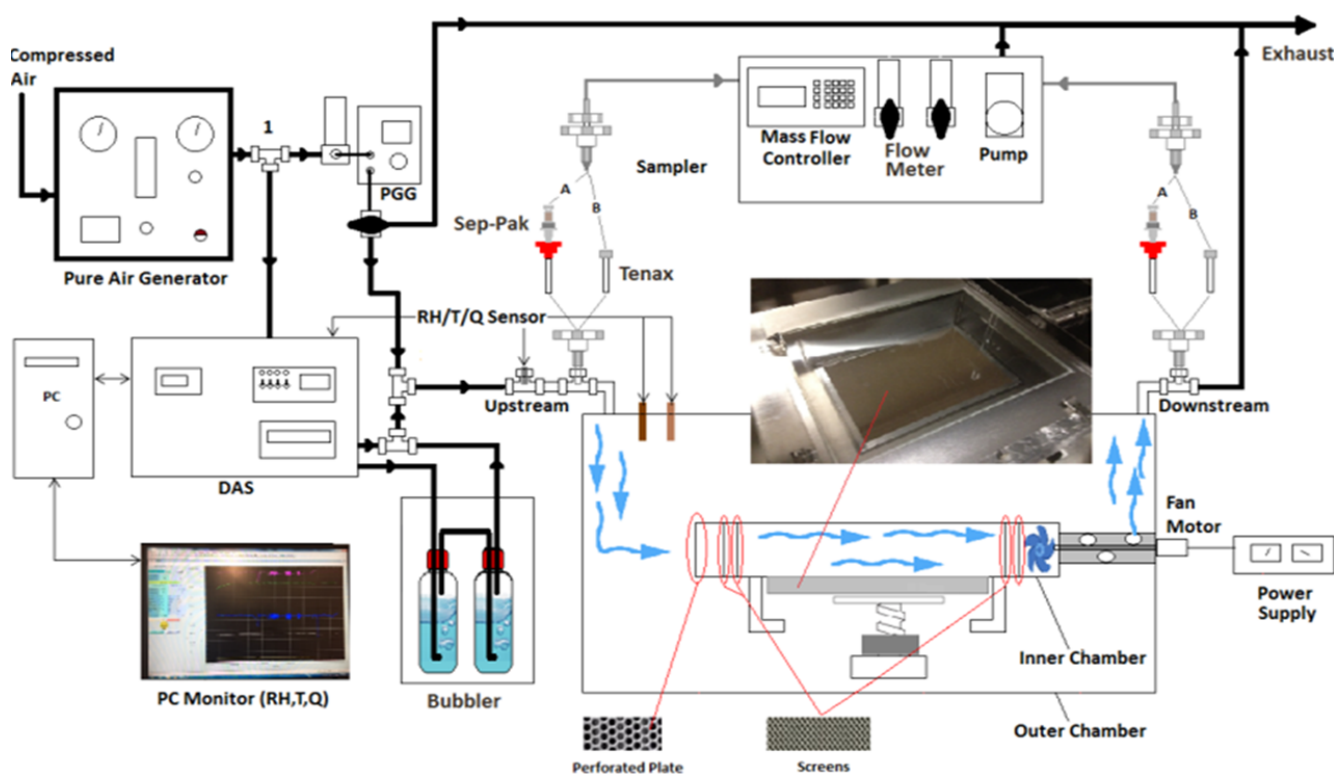 Compressed
Air
Exhaust
1
PGG
Mass Flow
Controller
Flow
Meter
Pump
Sampler
A
B
A
B
Sep-Pak
Pure Air Generator
Tenax
RH/T/Q Sensor
PC
Upstream
Downstream
DAS
Fan
Motor
Power
Supply
Inner Chamber
PC Monitor (RH,T,Q)
Bubbler
Outer Chamber
Perforated Plate
Screens